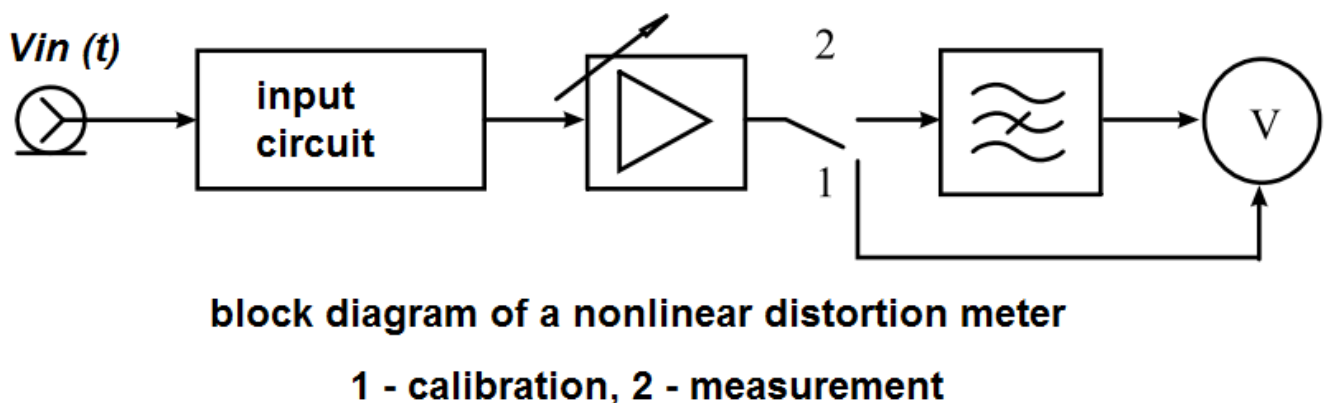 Vin (t)
input
circuit
2
1
V
block diagram of a nonlinear distortion meter
1 - calibration, 2 - measurement